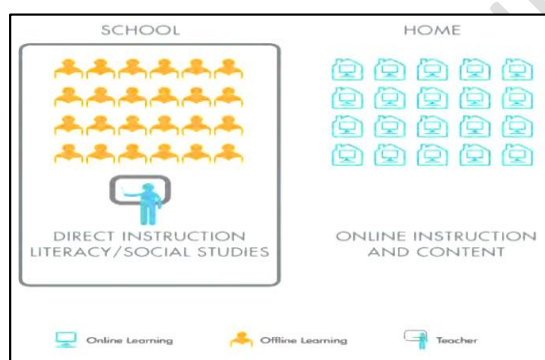 SCHOOL
HOME
DIRECT INSTRUCTION
LITERACY/SOCIAL STUDIES
ONLINE INSTRUCTION
AND CONTENT
Online Learning
Offline Learning
Teacher